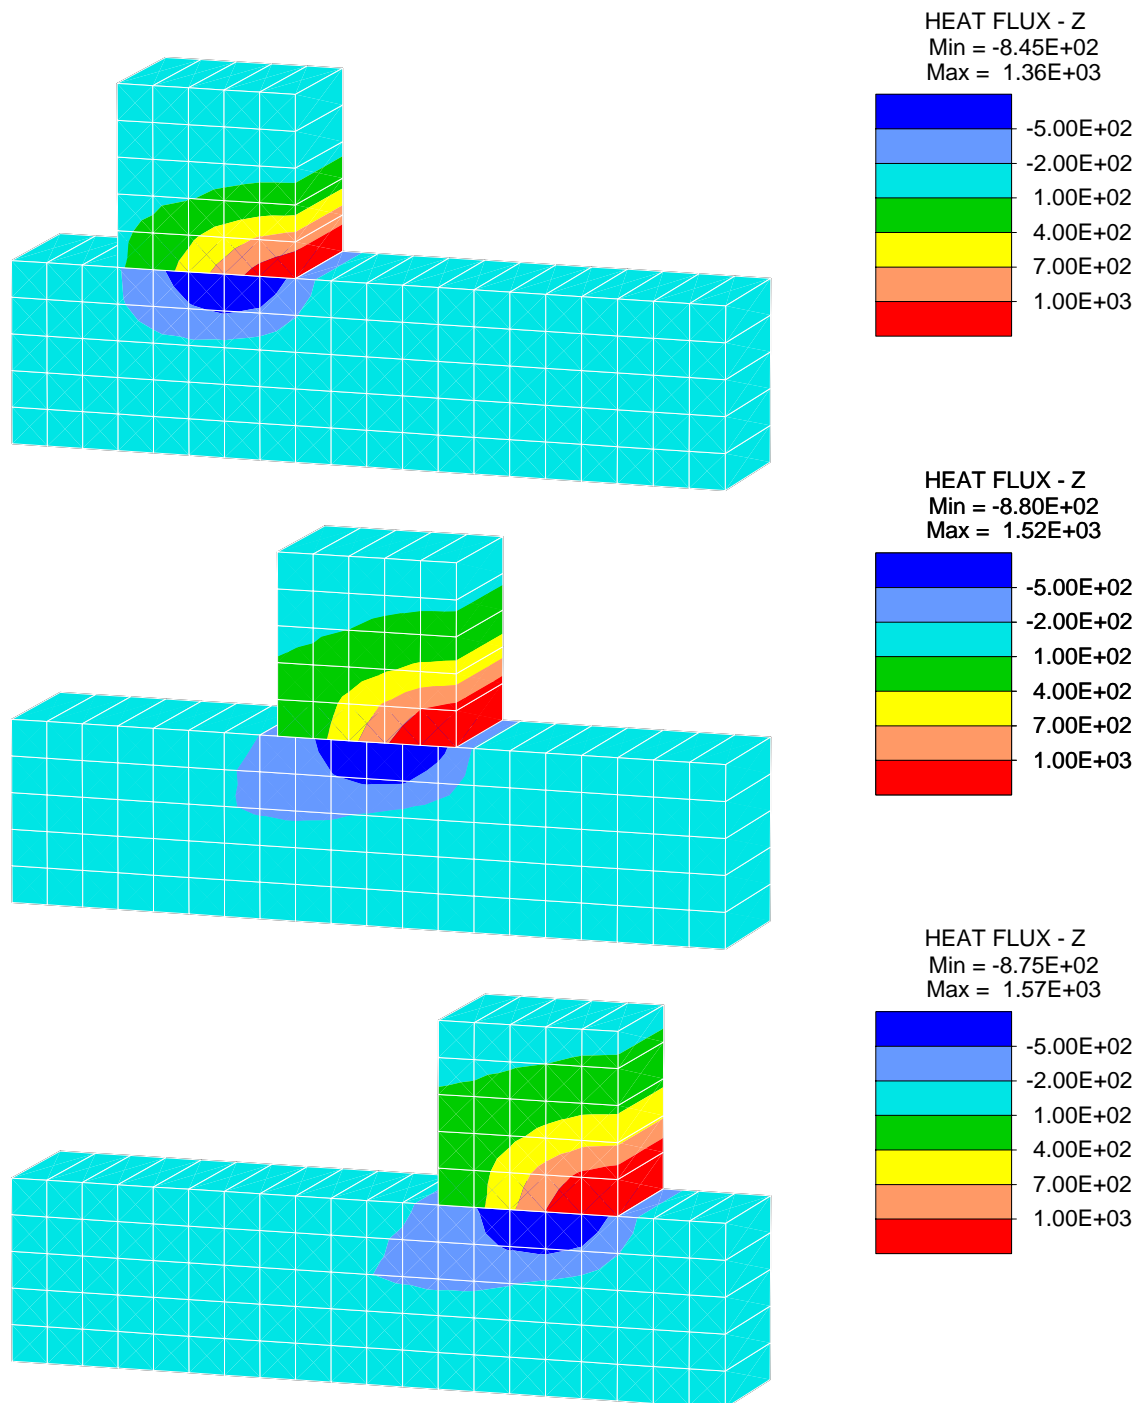 HEAT FLUX - Z
Min = -8.45E+02
Max = 1.36E+03
-5.00E+02
-2.00E+02
1.00E+02
4.00E+02
7.00E+02
1.00E+03
HEAT FLUX - Z
Min = -8.80E+02
Max = 1.52E+03
-5.00E+02
-2.00E+02
1.00E+02
4.00E+02
7.00E+02
1.00E+03
HEAT FLUX - Z
Min = -8.75E+02
Max = 1.57E+03
-5.00E+02
-2.00E+02
1.00E+02
4.00E+02
7.00E+02
1.00E+03